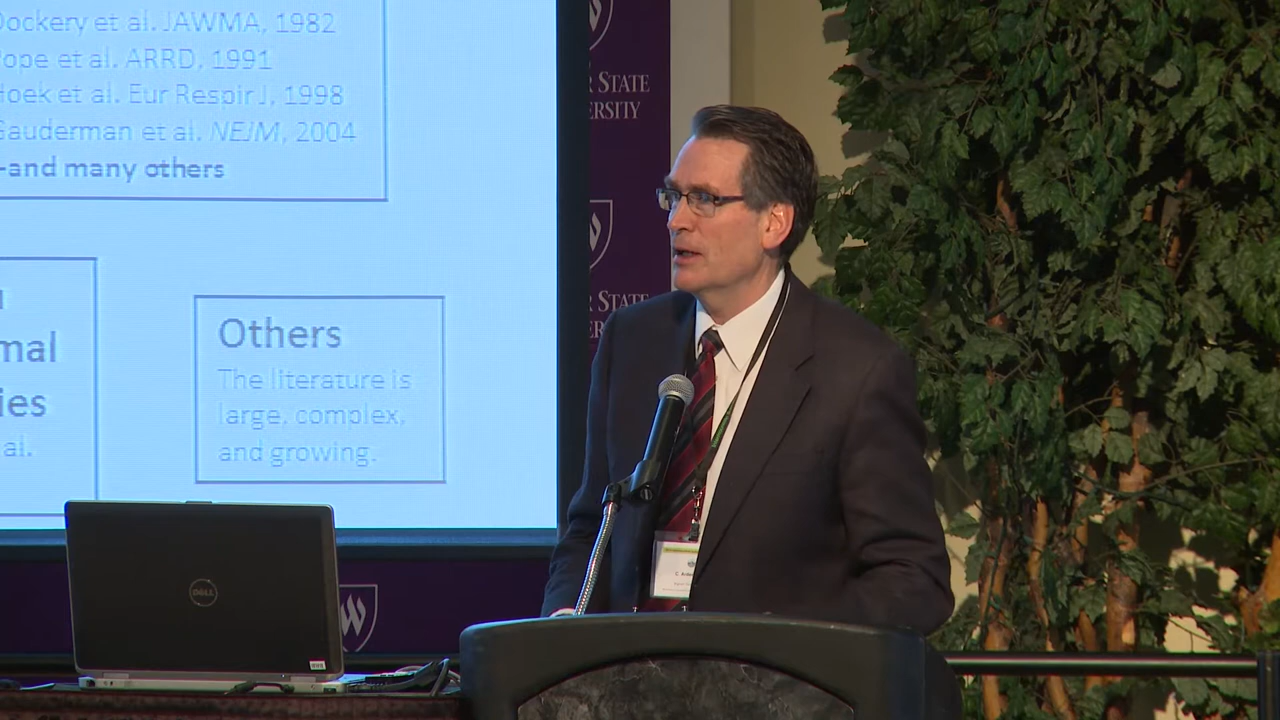 Dockery et al. JAWMA, 1982
Pope et al. ARRD, 1991
Hoek et al. Eur Respir J, 1998
Gauderman et al. NEJM, 2004
-and many others
mal
ies
al.
Others
The literature is
large, complex,
and growing.
R STATE
ERSITY
R STATE
DELL
W
C. Arden